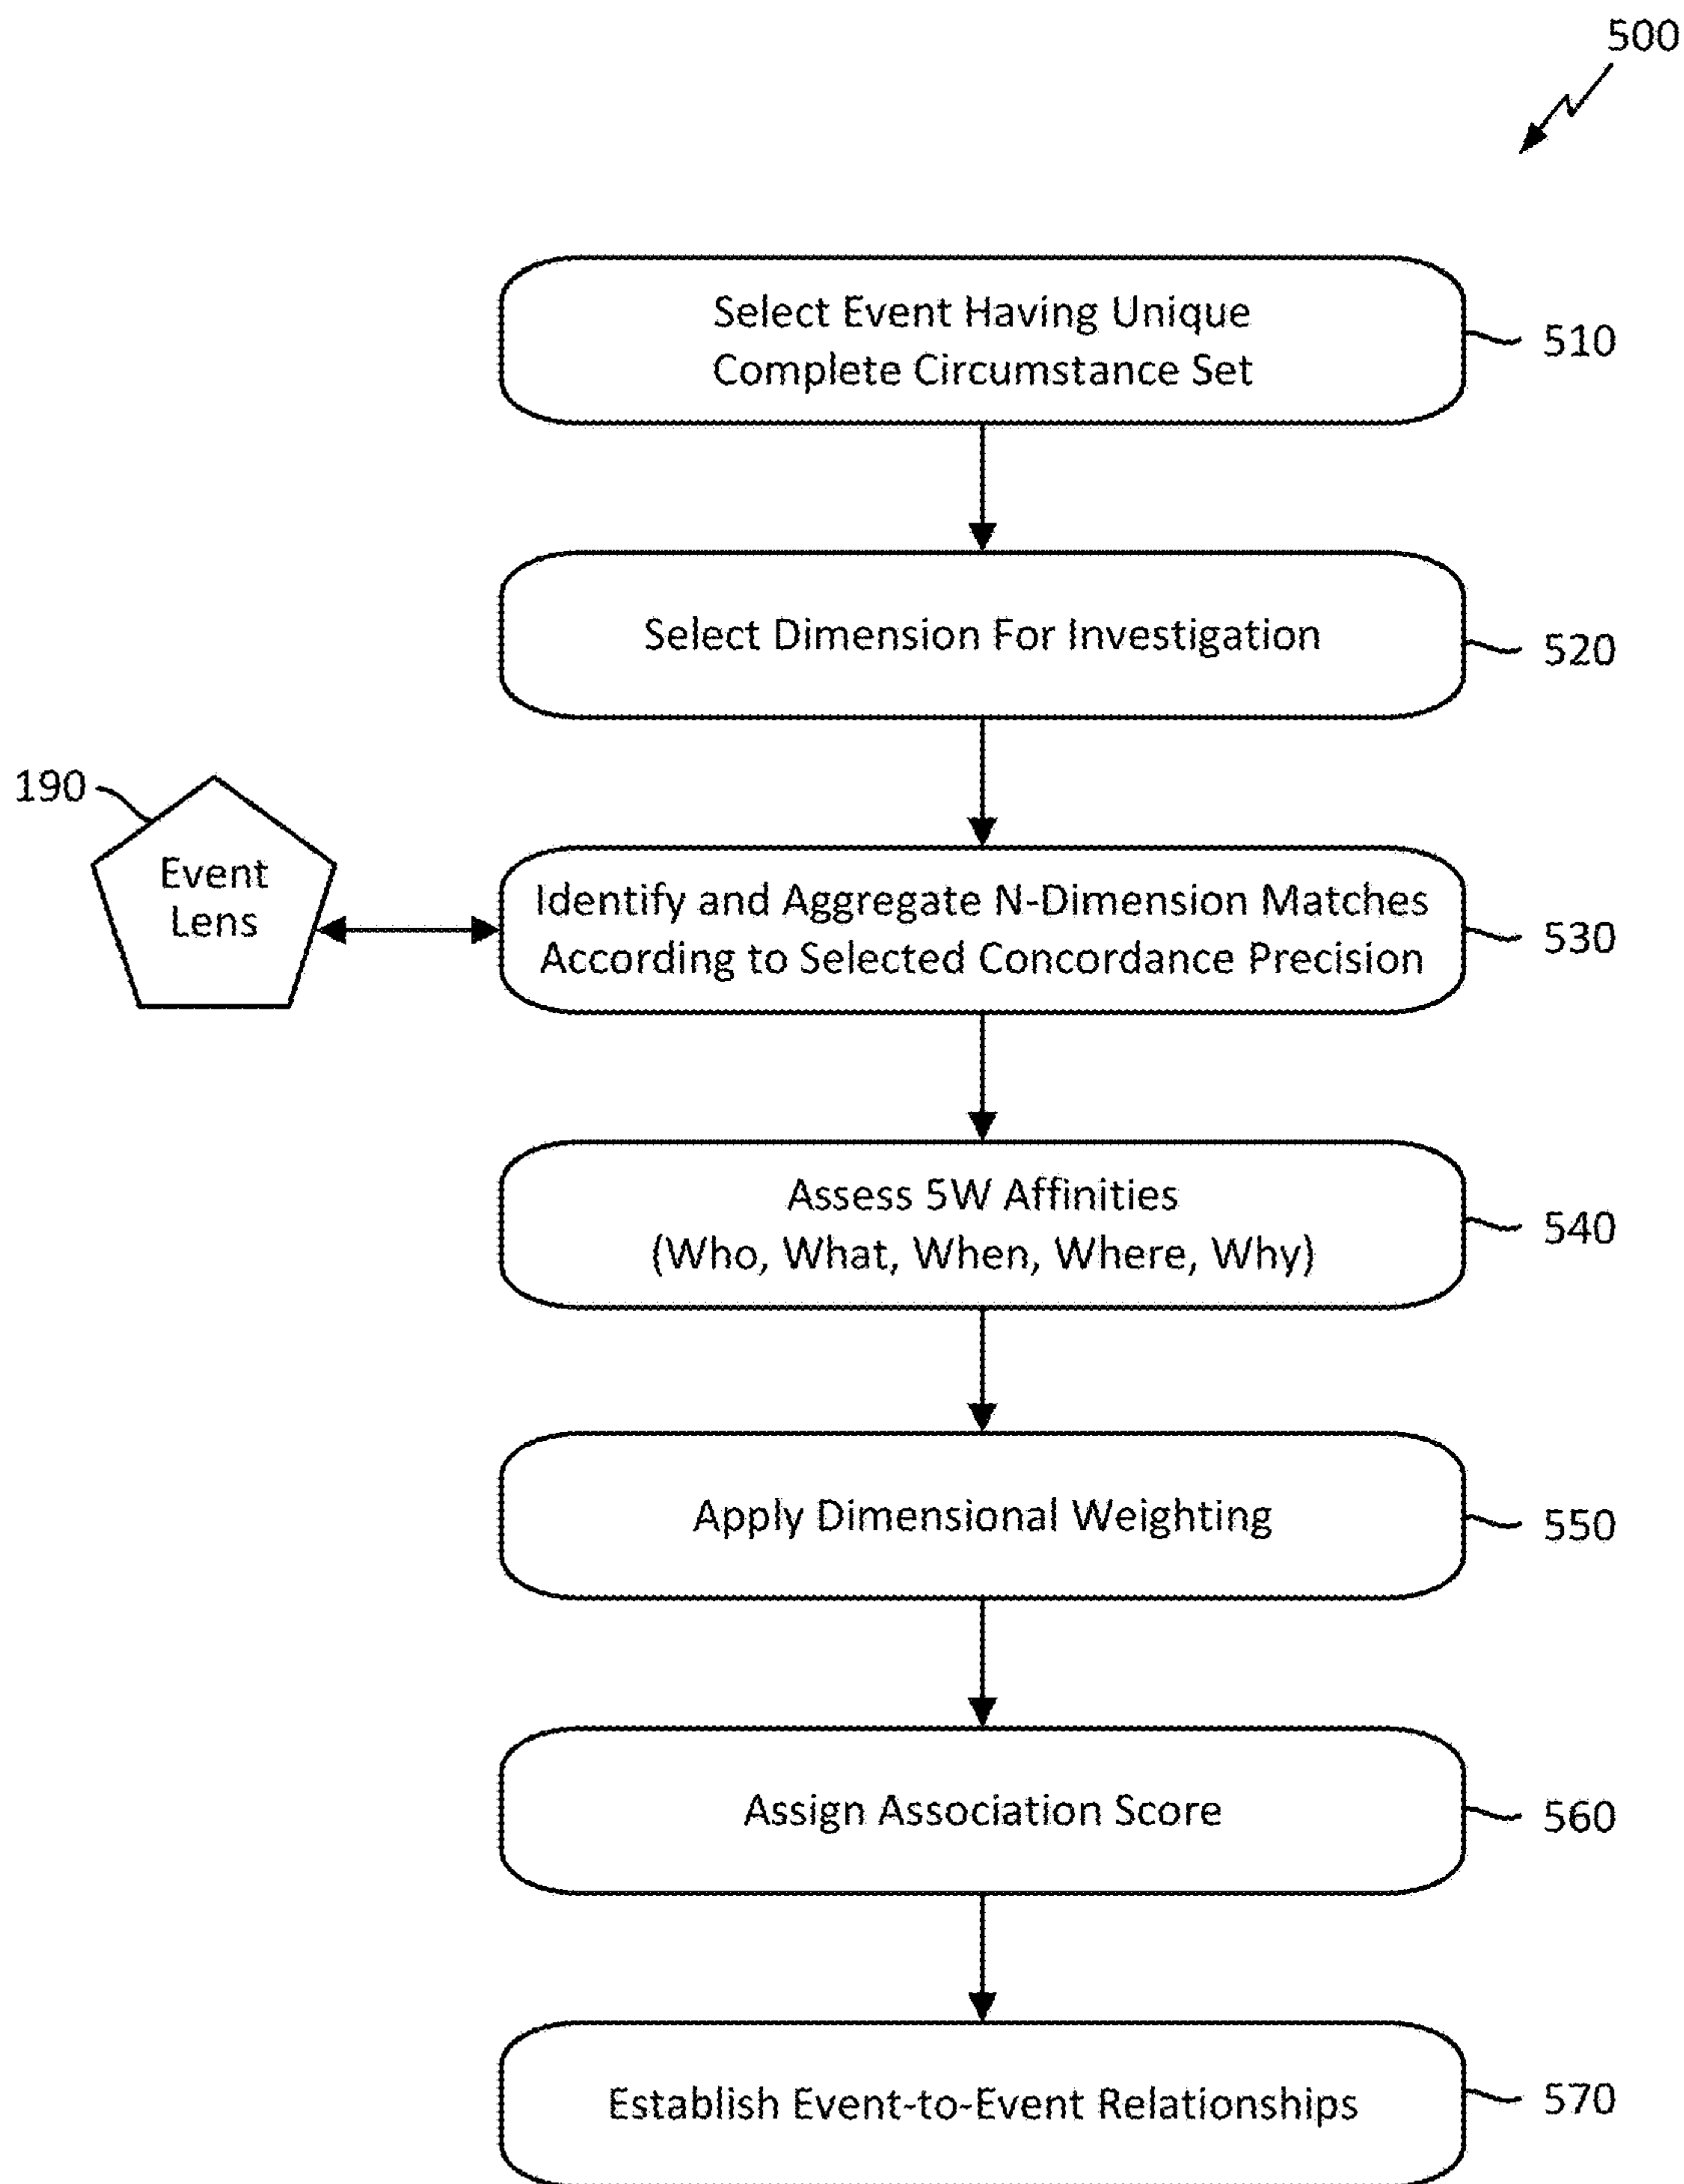 500
Select Event Having Unique
Complete Circumstance Set
510
Select Dimension For Investigation
520
190
Event
Lens
Identify and Aggregate N-Dimension Matches
According to Selected Concordance Precision
530
Assess 5W Affinities
(Who, What, When, Where, Why)
540
Apply Dimensional Weighting
550
Assign Association Score
560
Establish Event-to-Event Relationships
570